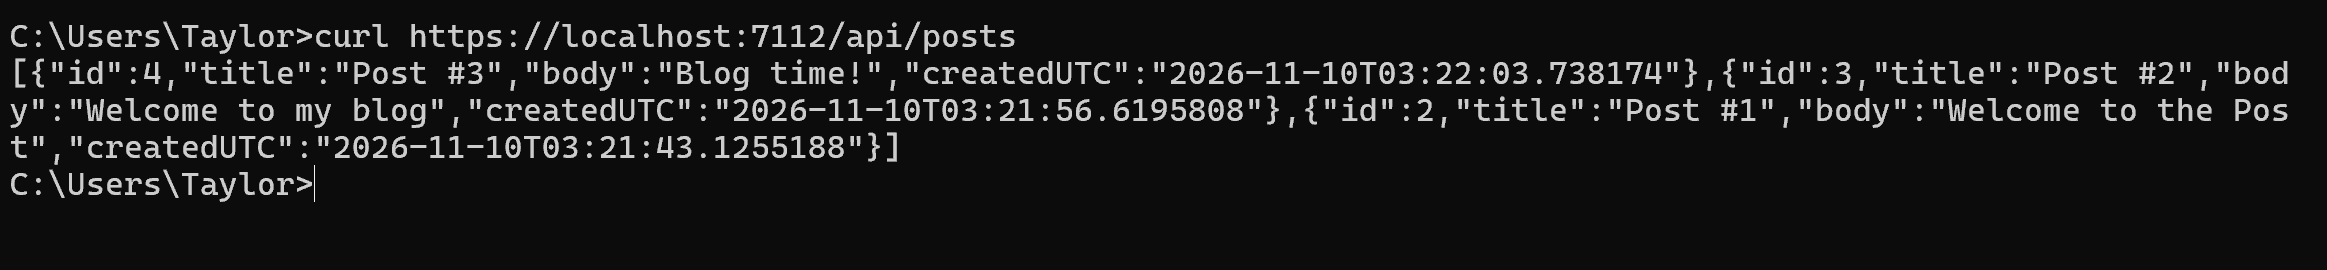 C:\Users\Taylor>curl https://localhost:7112/api/posts
[{"id":4,"title":"Post #3","body":"Blog time!","createdUTC":"2026-11-10T03:22:03.738174"},{"id":3,"title":"Post #2","bod
y":"Welcome to my blog","createdUTC":"2026-11-10T03:21:56.6195808"},{"id":2,"title":"Post #1","body":"Welcome to the Pos
t","createdUTC":"2026-11-10T03:21:43.1255188"}]
C:\Users\Taylor>